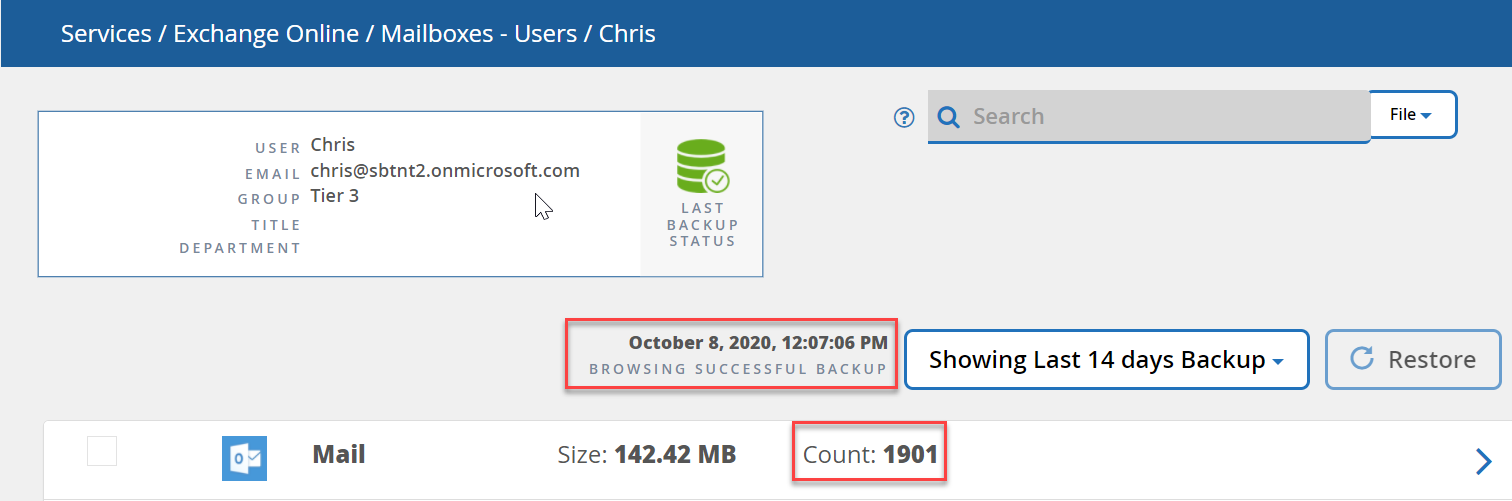 Services / Exchange Online / Mailboxes - Users / Chris
? Search File
USER Chris
EMAIL chris@sbtnt2.onmicrosoft.com
GROUP Tier 3
TITLE
DEPARTMENT
LAST
BACKUP
STATUS
October 8, 2020, 12:07:06 PM
BROWSING SUCCESSFUL BACKUP
Showing Last 14 days Backup
Restore
Mail Size: 142.42 MB Count: 1901